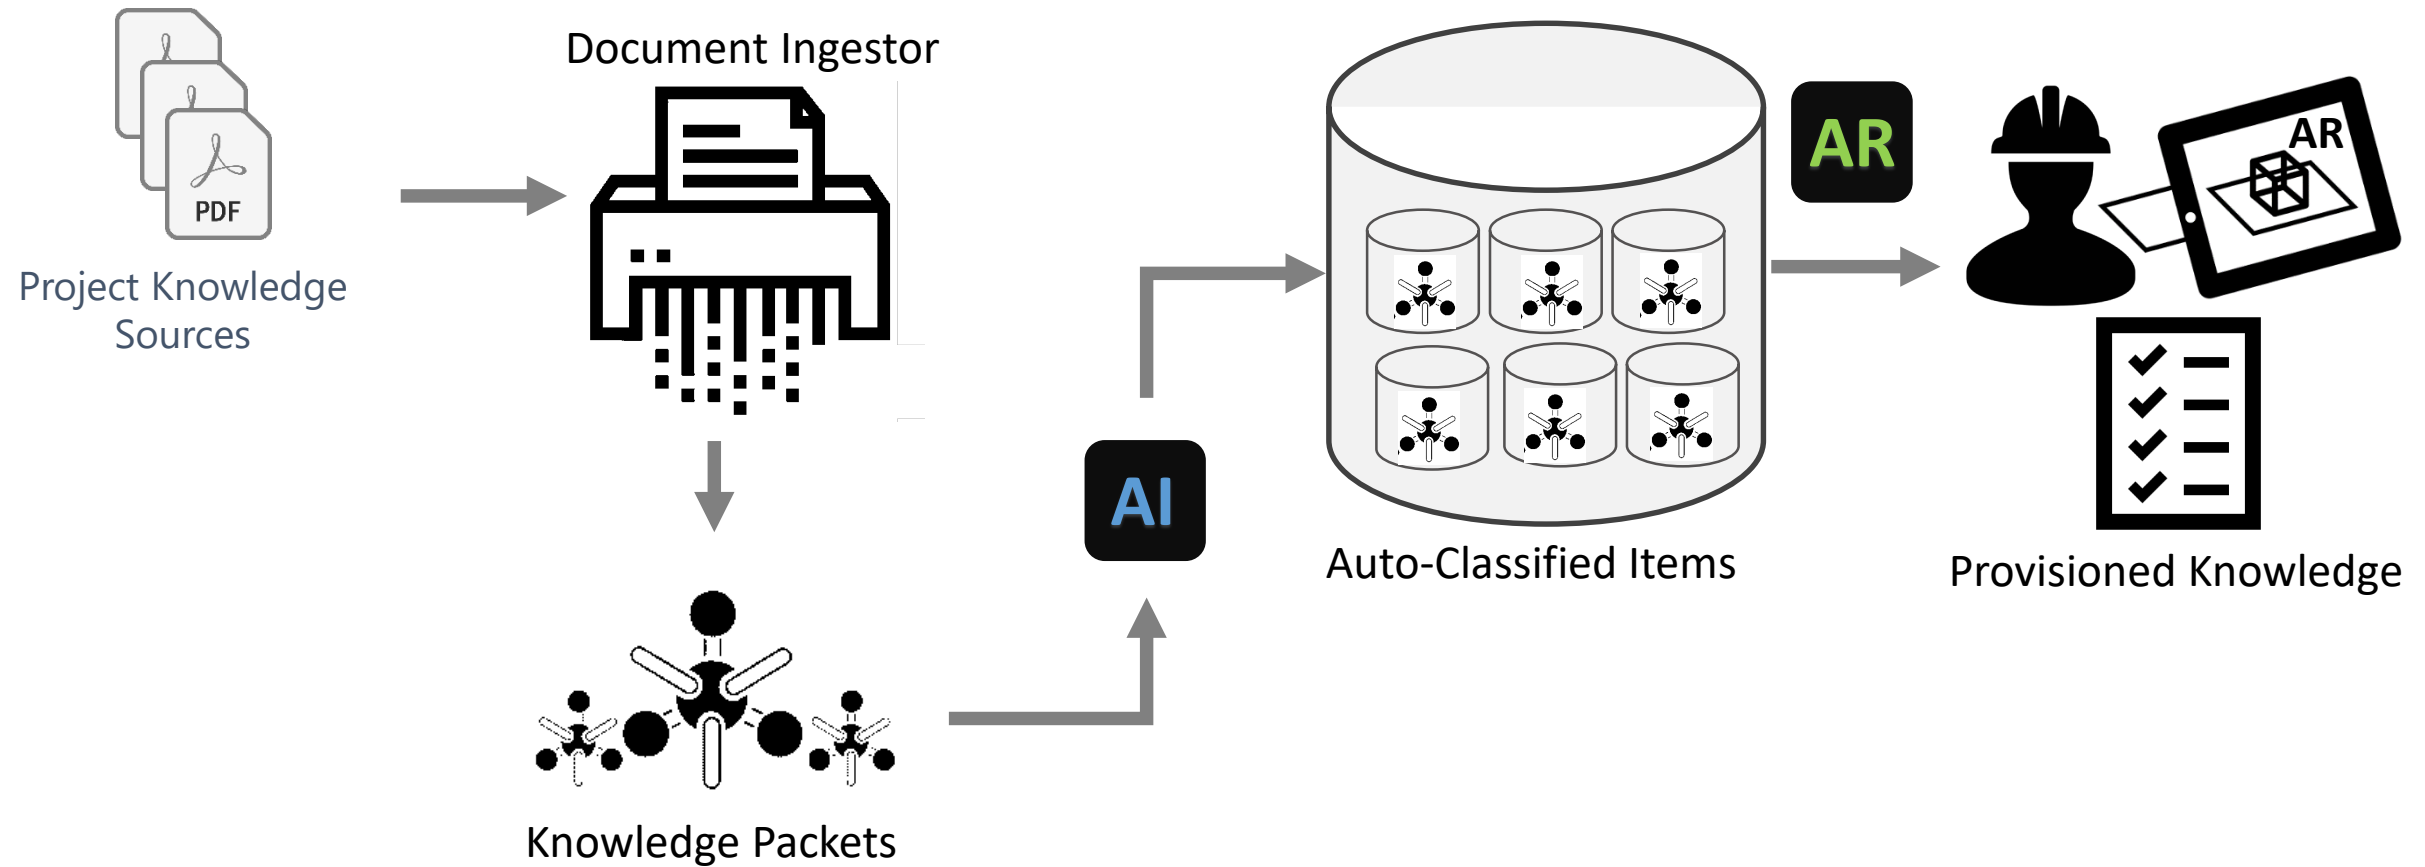 Document Ingestor
PDF
Project Knowledge
Sources
Knowledge Packets
AI
Auto-Classified Items
AR
AR
Provisioned Knowledge